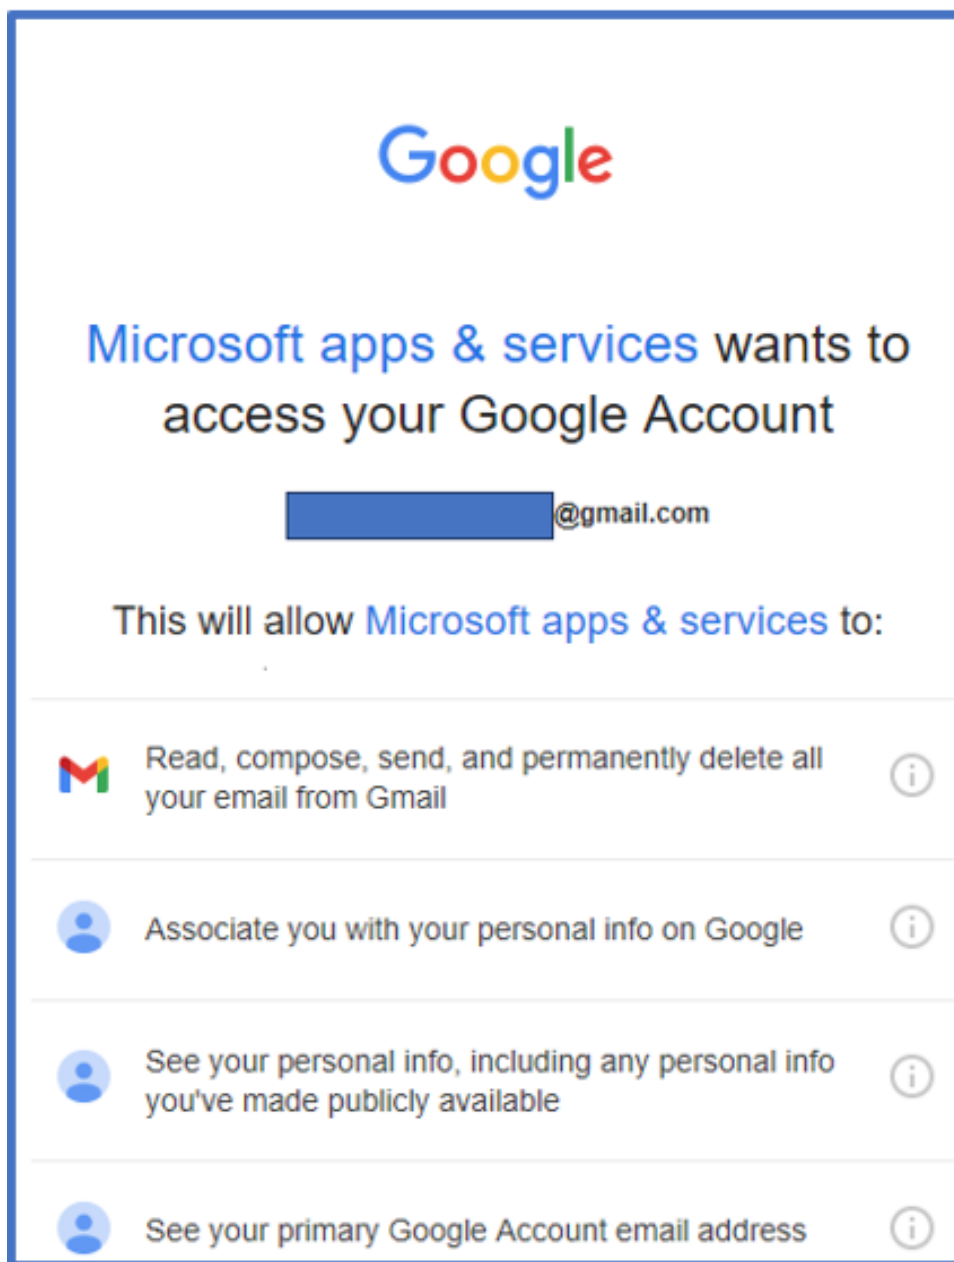 Google
Microsoft apps & services wants to
access your Google Account
@gmail.com
This will allow Microsoft apps & services to:
Read, compose, send, and permanently delete all
your email from Gmail
Associate you with your personal info on Google
See your personal info, including any personal info
you've made publicly available
See your primary Google Account email address